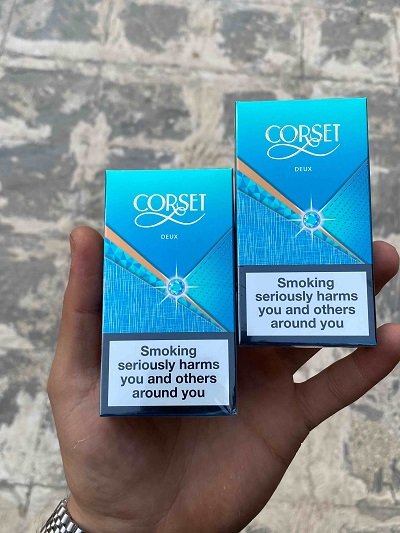 CORSET
DEUX
Smoking
seriously harms
you and others
around you
CORSET
DEUX
Smoking
seriously harms
you and others
around you